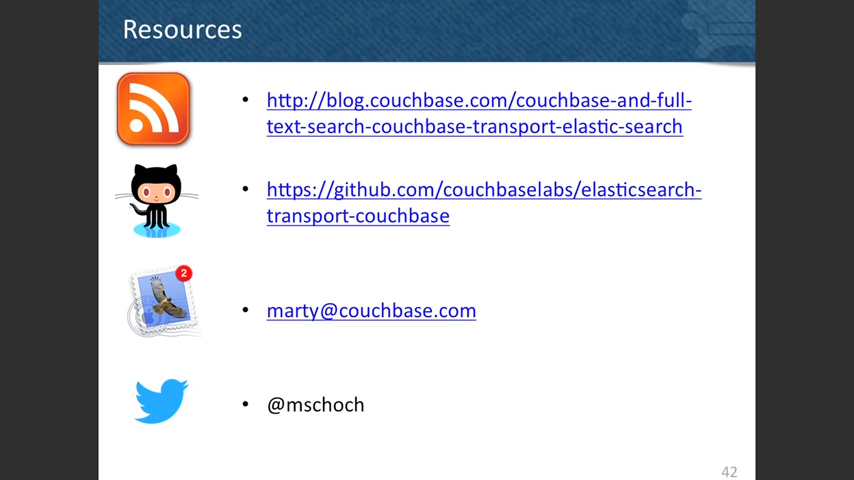 Resources
• http://blog.couchbase.com/couchbase-and-full-
text-search-couchbase-transport-elastic-search
• https://github.com/couchbaselabs/elasticsearch-
transport-couchbase
2
• marty@couchbase.com
• @mschoch
42